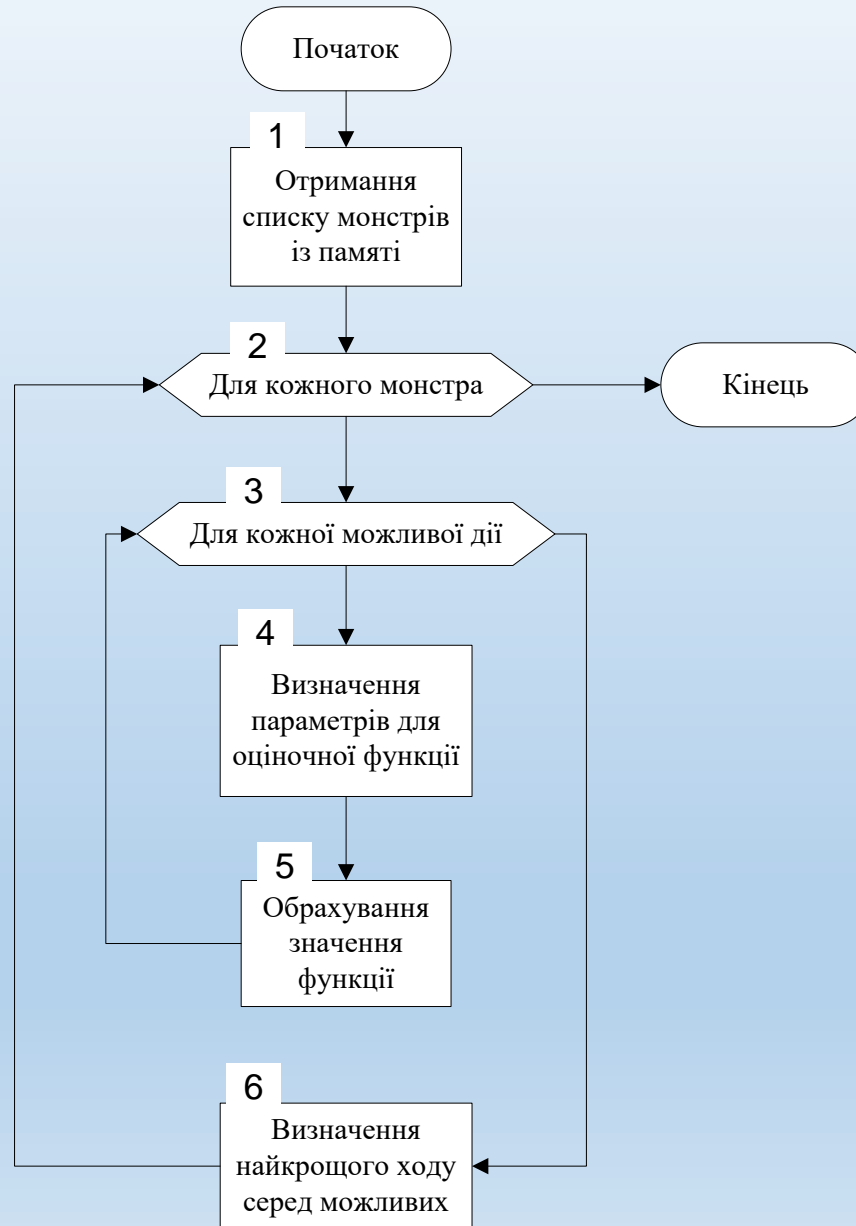 Початок
1
Отримання
списку монстрів
із памяті
2
Для кожного монстра
Кінець
3
Для кожної можливої дії
4
Визначення
параметрів для
оціночної функції
5
Обрахування
значення
функції
6
Визначення
найкрощого ходу
серед можливих